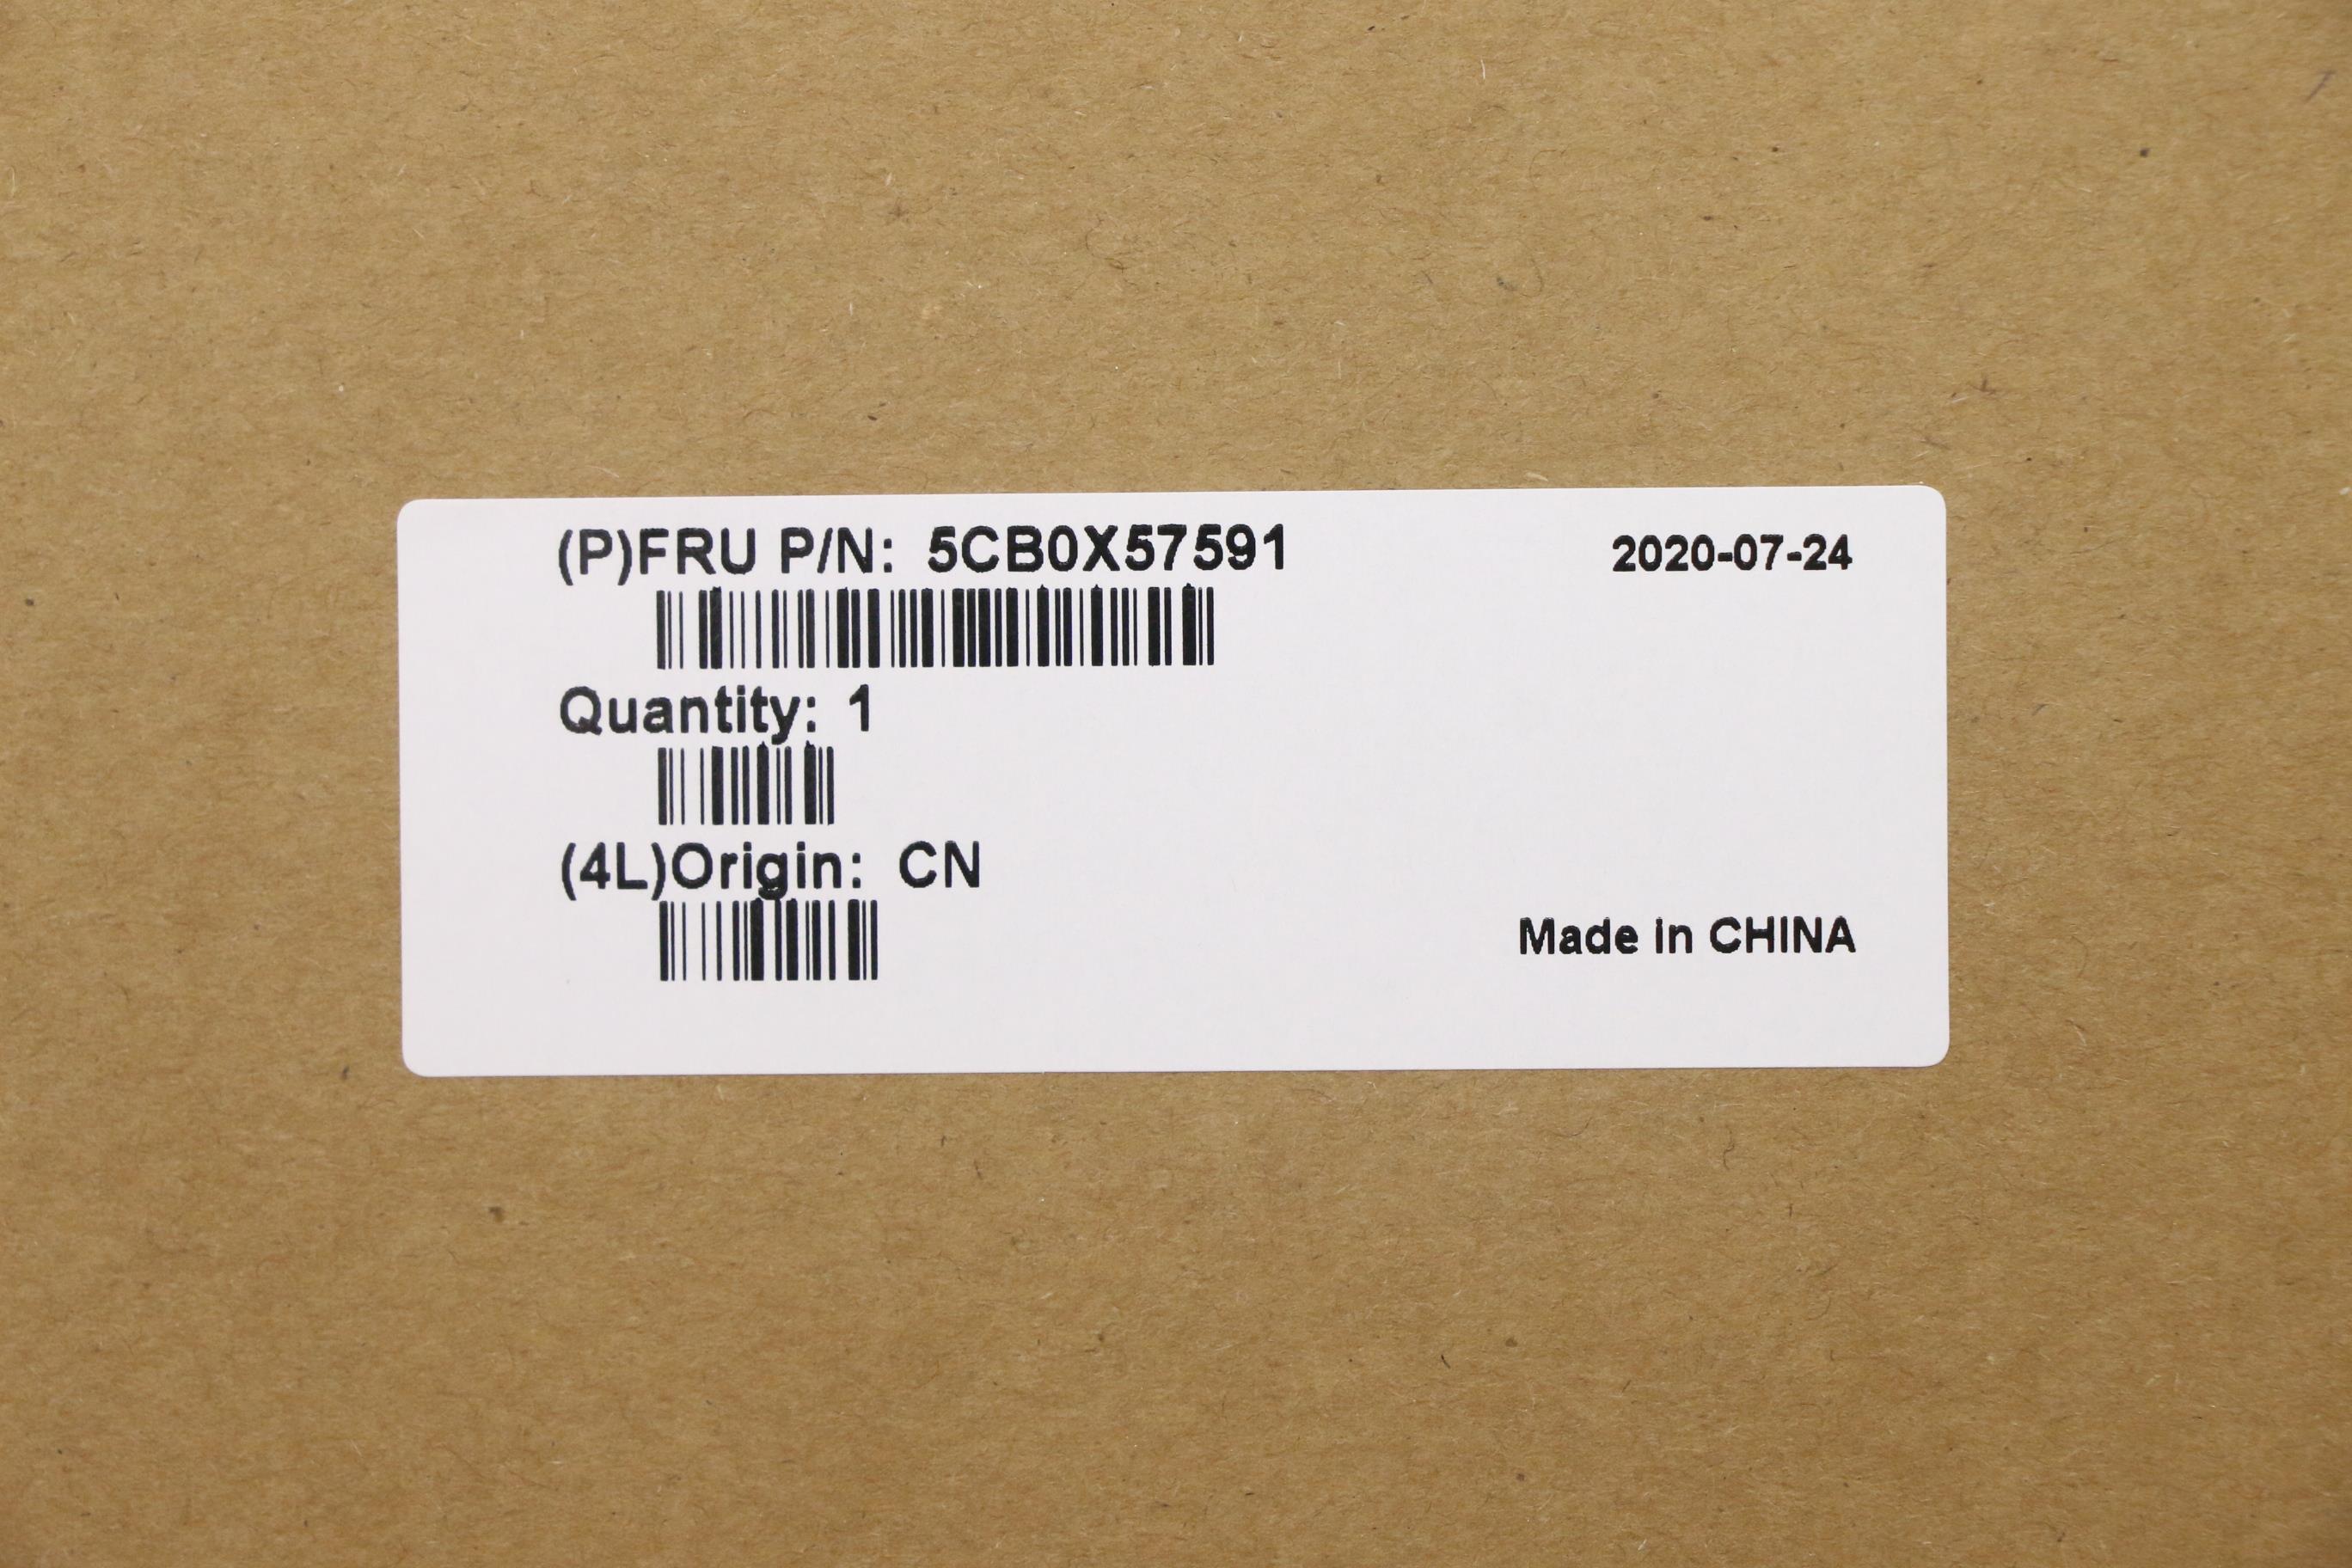 (P)FRU P/N: 5CB0X57591
2020-07-24
Quantity: 1
(4L)Origin: CN
Made in CHINA